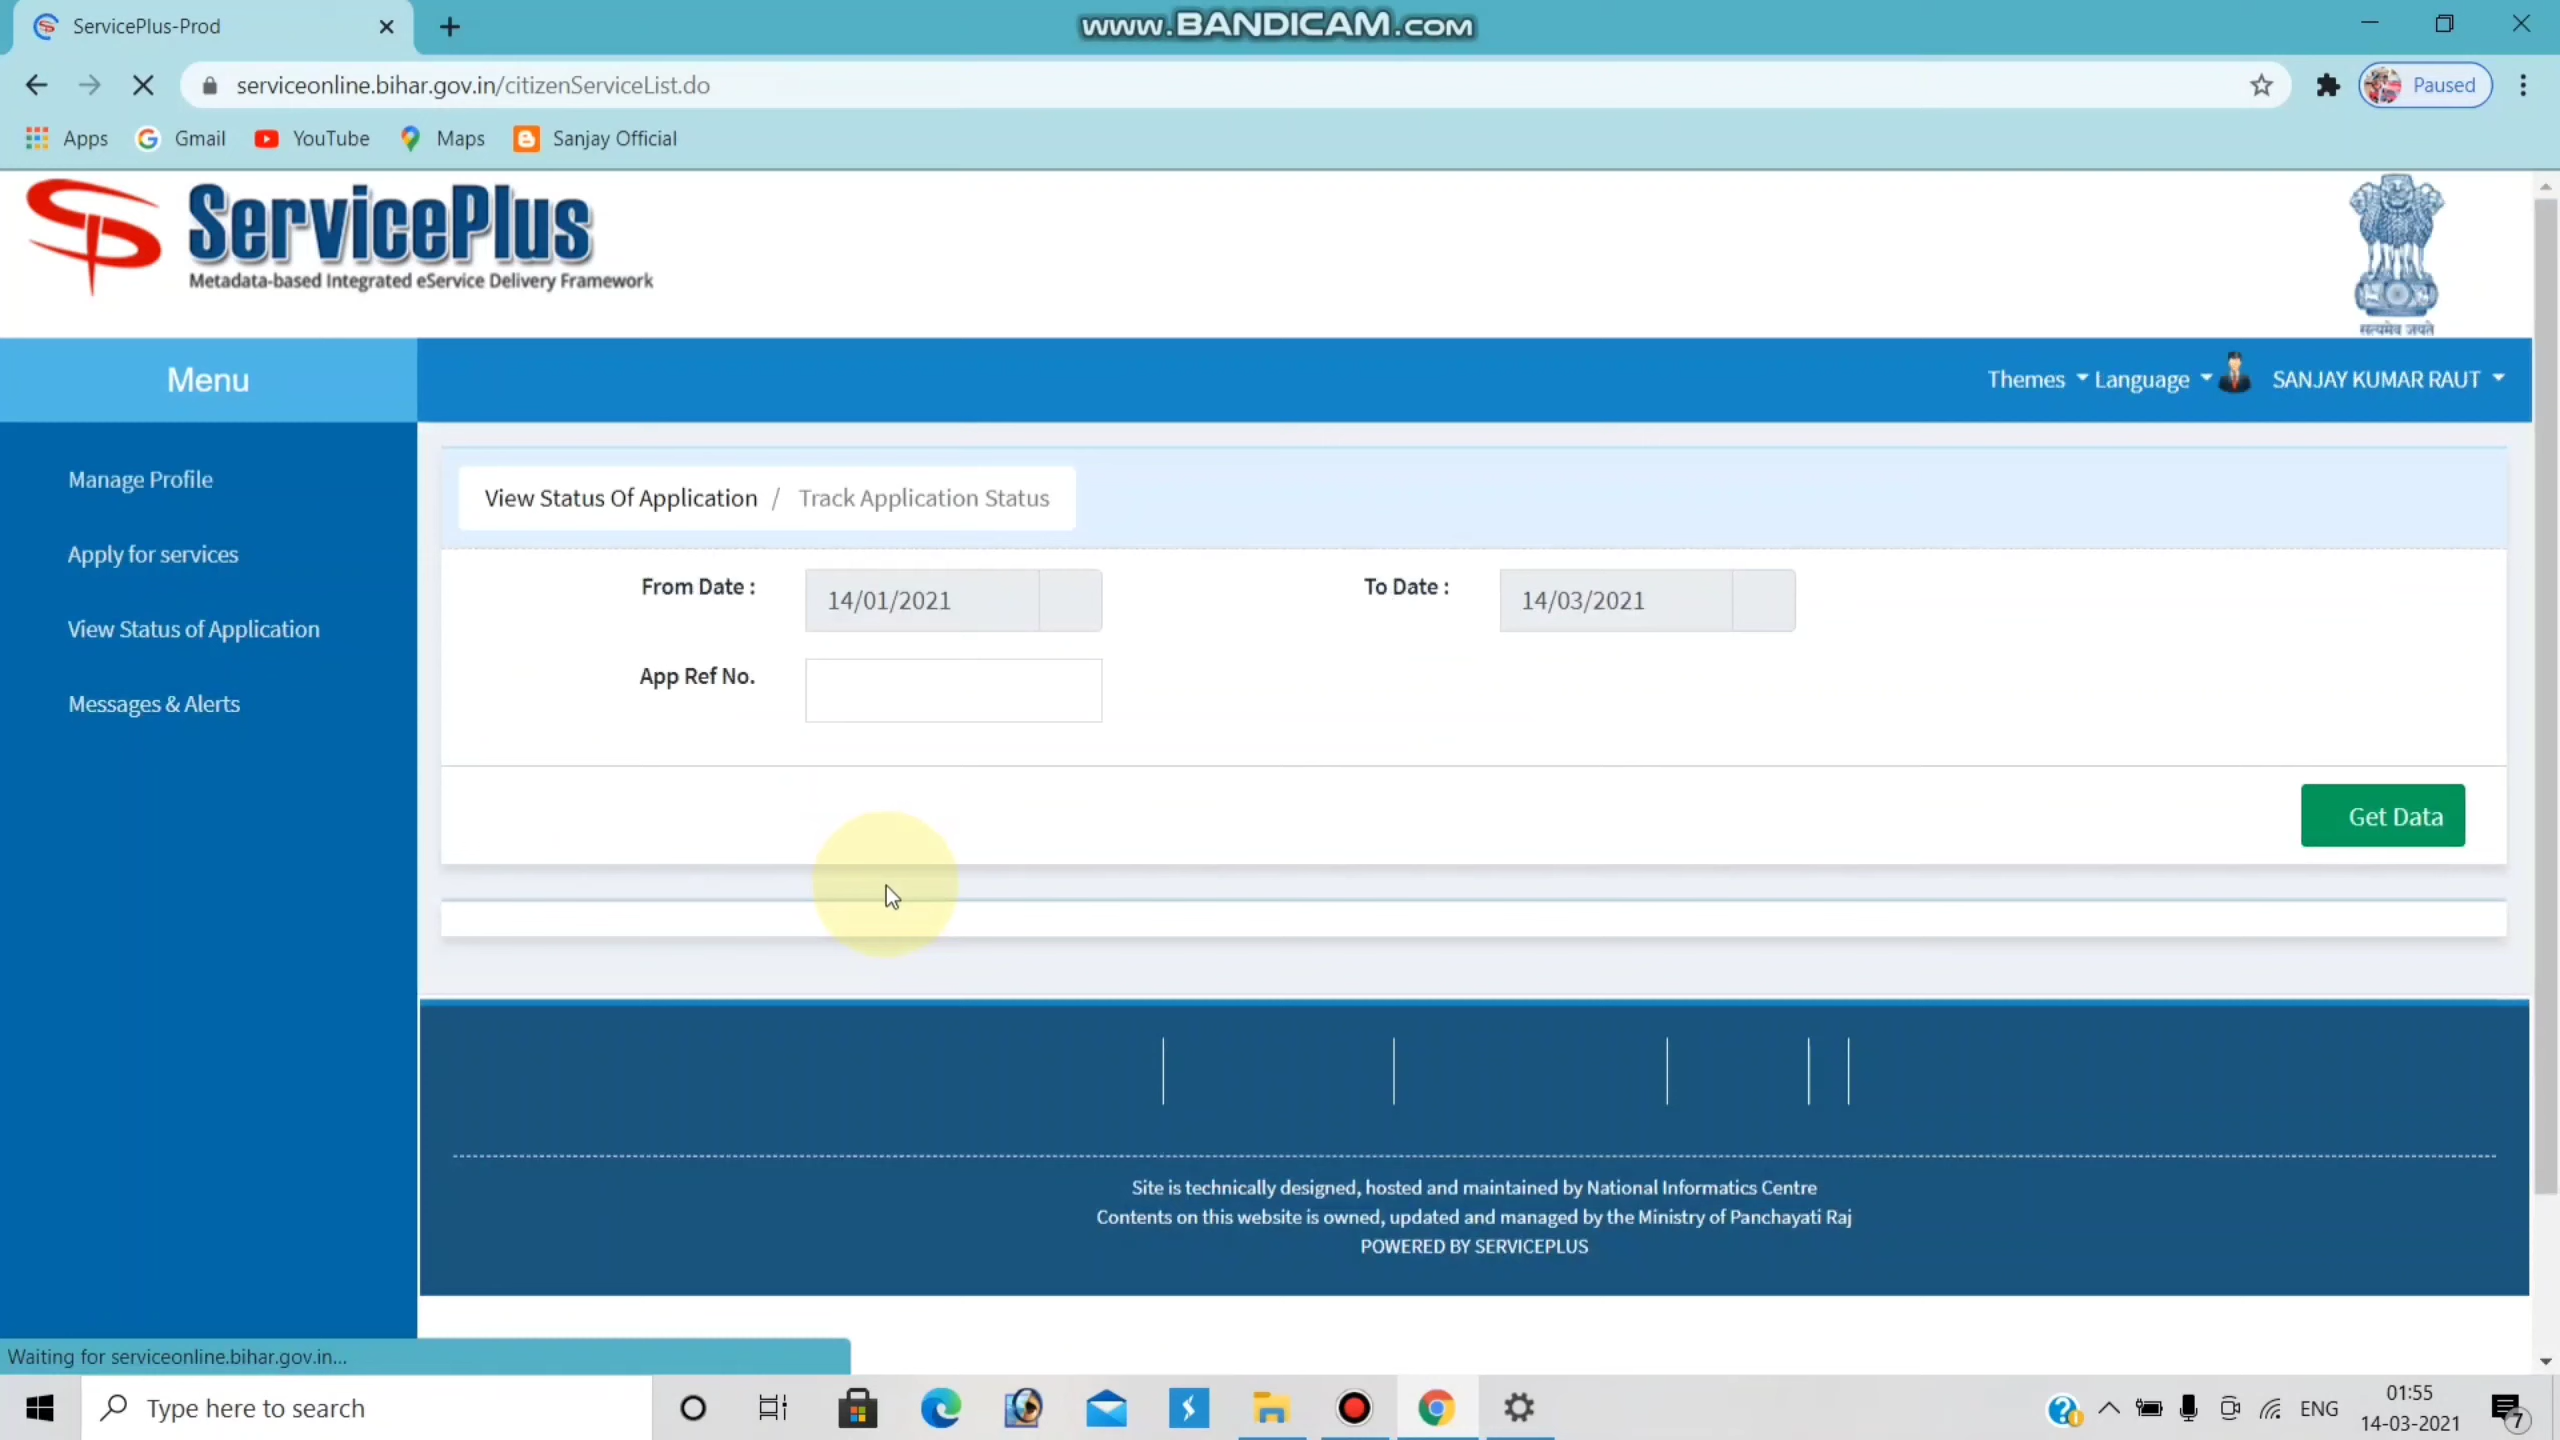 ServicePlus-Prod
www.BANDICAM.com
serviceonline.bihar.gov.in/citizenServiceList.do
Paused
Apps
Gmail
YouTube
Maps
Sanjay Official
ServicePlus
Metadata-based Integrated eService Delivery Framework
सत्यमेव जयते
Menu
Themes
Language
SANJAY KUMAR RAUT
Manage Profile
Apply for services
View Status of Application
Messages & Alerts
View Status Of Application / Track Application Status
From Date :
14/01/2021
To Date :
14/03/2021
App Ref No.
Get Data
Site is technically designed, hosted and maintained by National Informatics Centre
Contents on this website is owned, updated and managed by the Ministry of Panchayati Raj
POWERED BY SERVICEPLUS
Waiting for serviceonline.bihar.gov.in...
Type here to search
ENG
01:55
14-03-2021
7